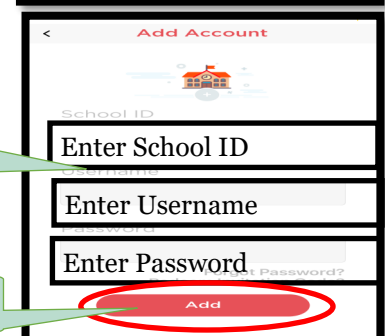 < Add Account
School ID
Enter School ID
Username
Enter Username
Password
Enter Password
Forgot Password?
Add